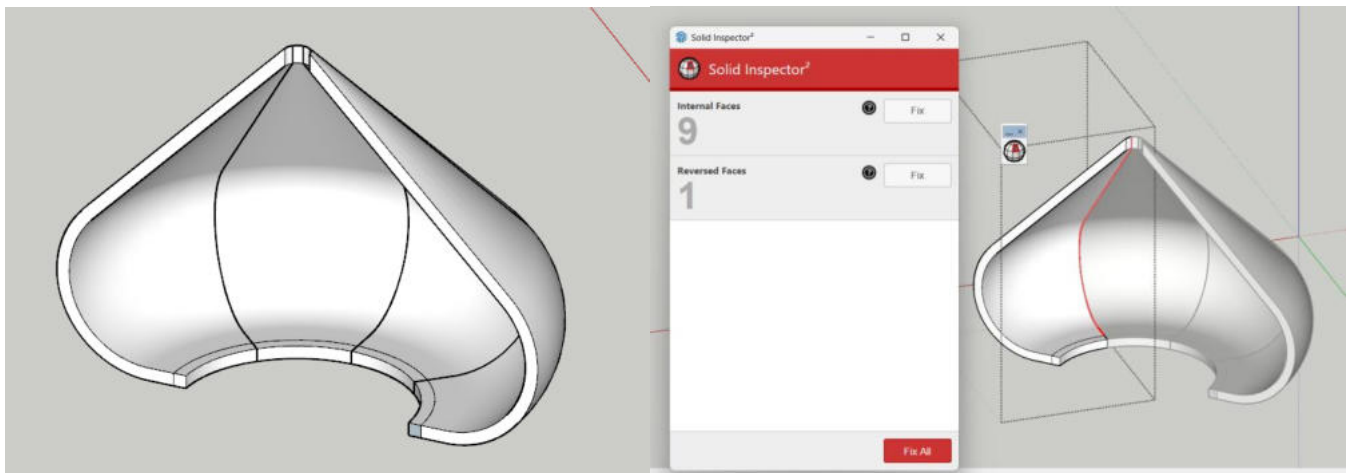 Solid Inspector²
Solid Inspector²
Internal Faces
Fix
9
Reversed Faces
Fix
1
Fix All